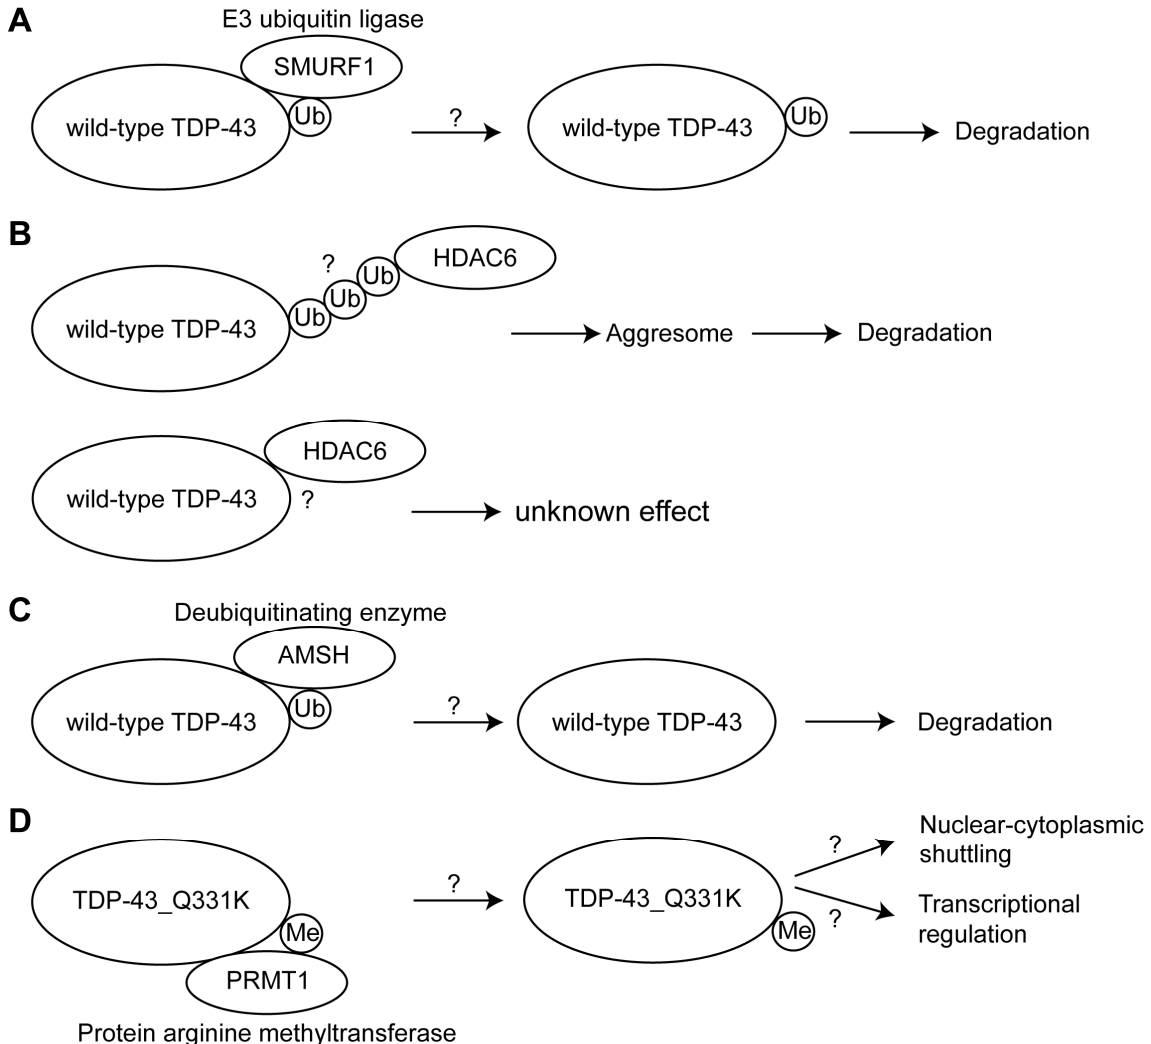 A
E3 ubiquitin ligase
SMURF1
wild-type TDP-43
Ub
?
wild-type TDP-43
Ub
Degradation
B
?
Ub
Ub
Ub
HDAC6
wild-type TDP-43
Aggresome
Degradation
HDAC6
wild-type TDP-43
?
unknown effect
C
Deubiquitinating enzyme
AMSH
wild-type TDP-43
Ub
?
wild-type TDP-43
Degradation
D
TDP-43_Q331K
Me
PRMT1
Protein arginine methyltransferase
?
TDP-43_Q331K
Me
?
Nuclear-cytoplasmic
shuttling
?
Transcriptional
regulation